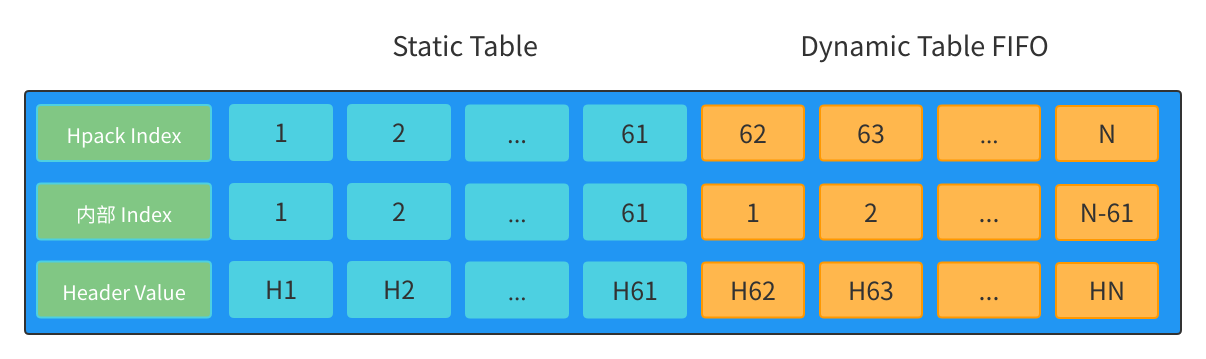 Static Table Dynamic Table FIFO
Hpack Index 1 2 ... 61 62 63 ... N
内部 Index 1 2 ... 61 1 2 ... N-61
Header Value H1 H2 ... H61 H62 H63 ... HN